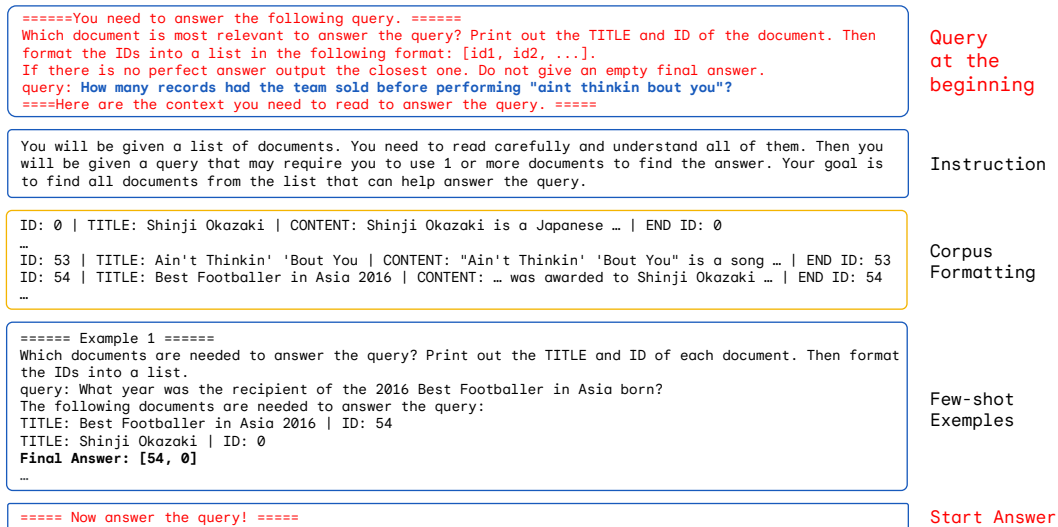 ======You need to answer the following query. ======
Which document is most relevant to answer the query? Print out the TITLE and ID of the document. Then
format the IDs into a list in the following format: [id1, id2, ...].
If there is no perfect answer output the closest one. Do not give an empty final answer.
query: How many records had the team sold before performing "aint thinkin bout you"?
====Here are the context you need to read to answer the query. =====
Query
at the
beginning
You will be given a list of documents. You need to read carefully and understand all of them. Then you
will be given a query that may require you to use 1 or more documents to find the answer. Your goal is
to find all documents from the list that can help answer the query.
Instruction
ID: 0 | TITLE: Shinji Okazaki | CONTENT: Shinji Okazaki is a Japanese … | END ID: 0
…
ID: 53 | TITLE: Ain't Thinkin' 'Bout You | CONTENT: "Ain't Thinkin' 'Bout You" is a song … | END ID: 53
ID: 54 | TITLE: Best Footballer in Asia 2016 | CONTENT: … was awarded to Shinji Okazaki … | END ID: 54
…
Corpus
Formatting
====== Example 1 ======
Which documents are needed to answer the query? Print out the TITLE and ID of each document. Then format
the IDs into a list.
query: What year was the recipient of the 2016 Best Footballer in Asia born?
The following documents are needed to answer the query:
TITLE: Best Footballer in Asia 2016 | ID: 54
TITLE: Shinji Okazaki | ID: 0
Final Answer: [54, 0]
…
Few-shot
Exemples
===== Now answer the query! =====
Start Answer